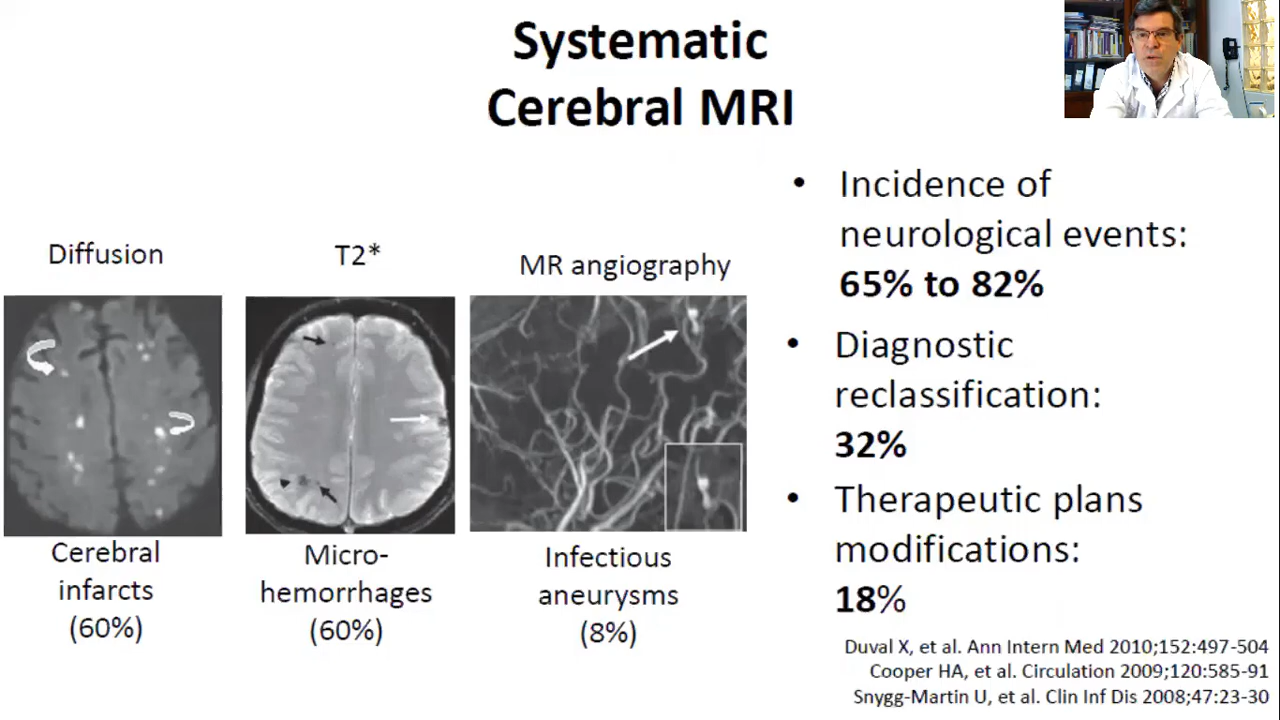 Systematic
Cerebral MRI
Diffusion
T2*
MR angiography
Cerebral
infarcts
(60%)
Micro-
hemorrhages
(60%)
Infectious
aneurysms
(8%)
• Incidence of
neurological events:
65% to 82%
• Diagnostic
reclassification:
32%
• Therapeutic plans
modifications:
18%
Duval X, et al. Ann Intern Med 2010;152:497-504
Cooper HA, et al. Circulation 2009;120:585-91
Snygg-Martin U, et al. Clin Inf Dis 2008;47:23-30